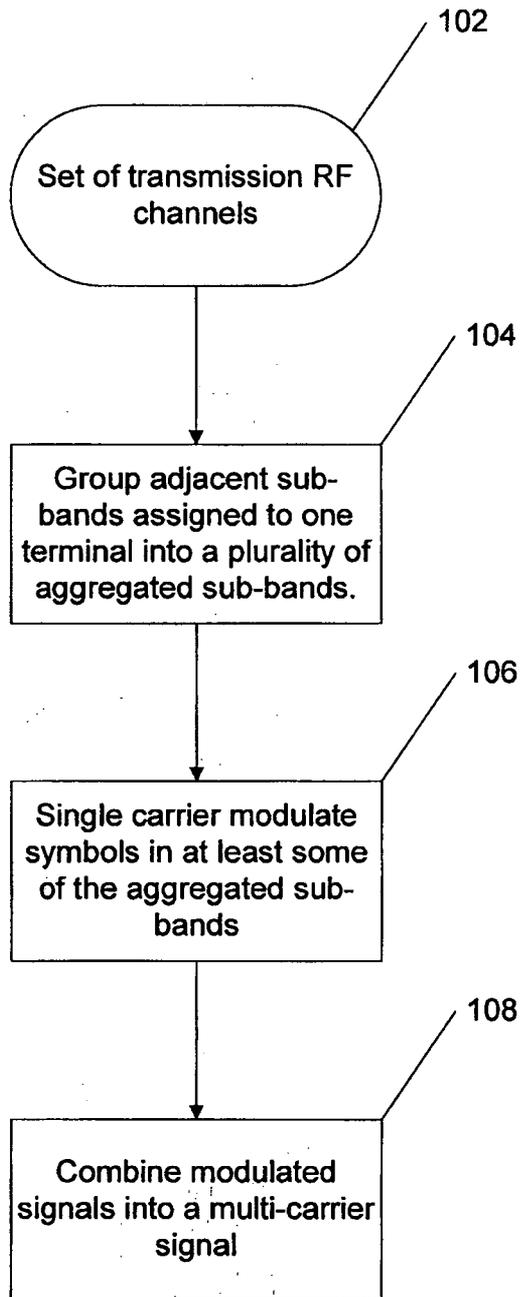 102
Set of transmission RF
channels
104
Group adjacent sub-
bands assigned to one
terminal into a plurality of
aggregated sub-bands.
106
Single carrier modulate
symbols in at least some
of the aggregated sub-
bands
108
Combine modulated
signals into a multi-carrier
signal